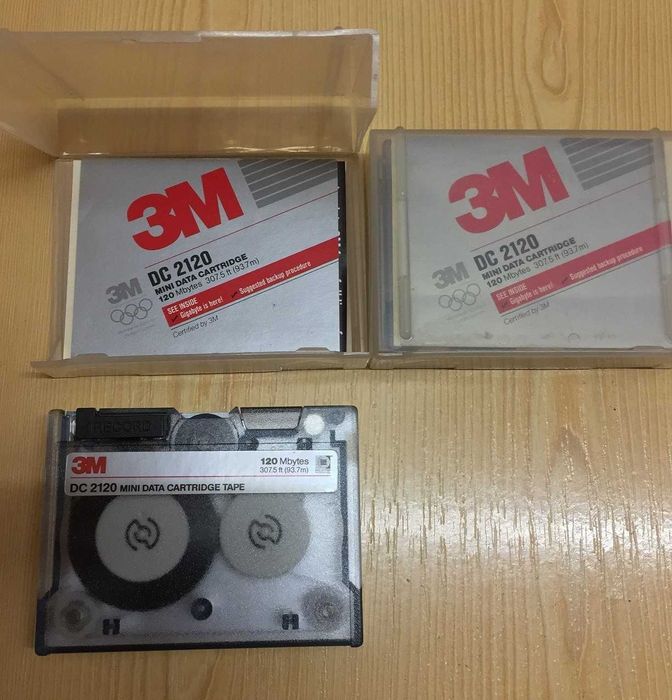 3M
3M
DC 2120
MINI DATA CARTRIDGE
120 Mbytes 307.5 ft (93.7m)
SEE INSIDE
✓ Gigabyte is here! ✓ Suggested backup procedure
Certified by 3M
3M
3M
DC 2120
MINI DATA CARTRIDGE
120 Mbytes 307.5 ft (93.7m)
SEE INSIDE
✓ Gigabyte is here! ✓ Suggested backup procedure
Certified by 3M
RECORD
3M 120 Mbytes
307.5 ft (93.7m)
DC 2120 MINI DATA CARTRIDGE TAPE